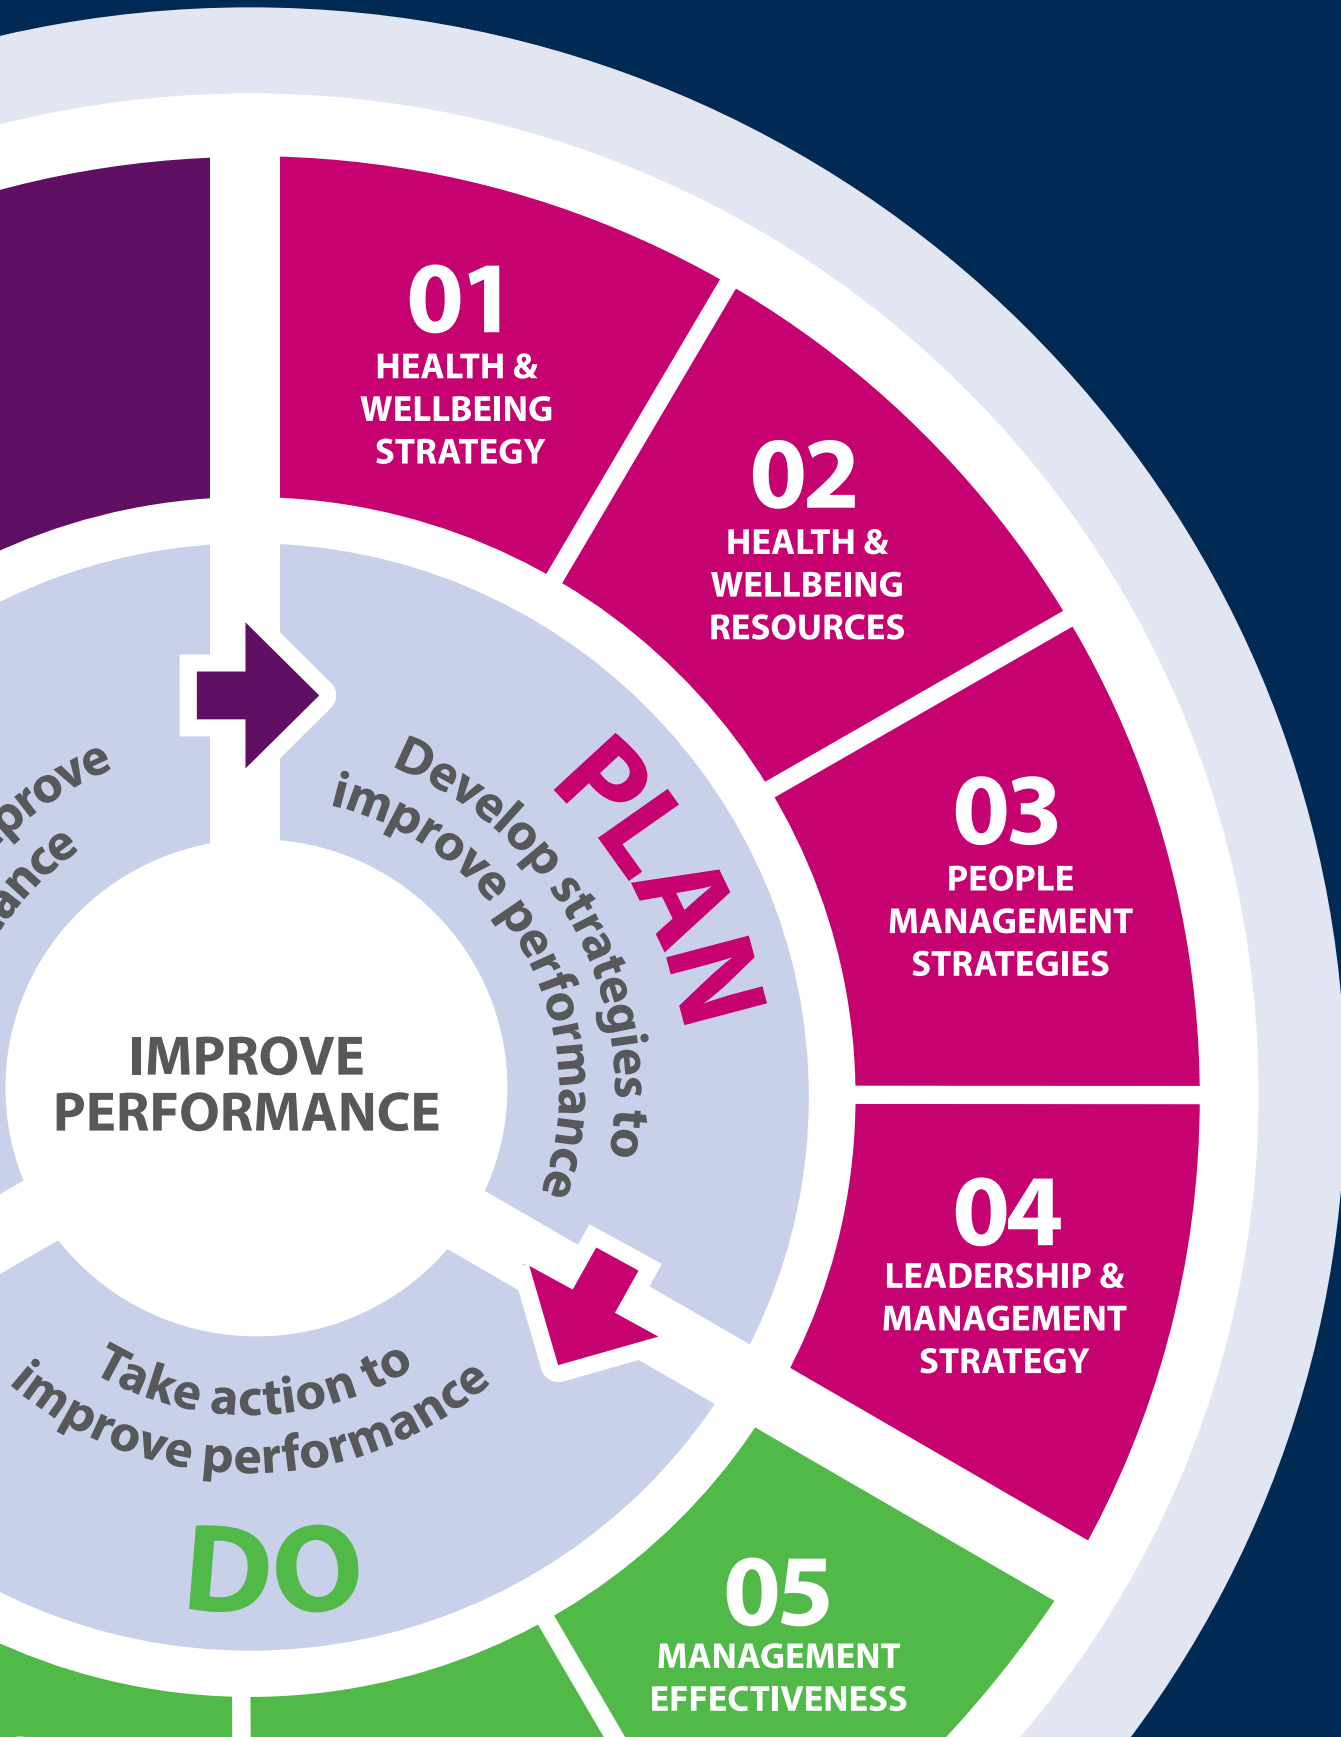 01
HEALTH &
WELLBEING
STRATEGY
02
HEALTH &
WELLBEING
RESOURCES
03
PEOPLE
MANAGEMENT
STRATEGIES
04
LEADERSHIP &
MANAGEMENT
STRATEGY
05
MANAGEMENT
EFFECTIVENESS
PLAN
Develop strategies to
improve performance
IMPROVE
PERFORMANCE
Take action to
improve performance
DO